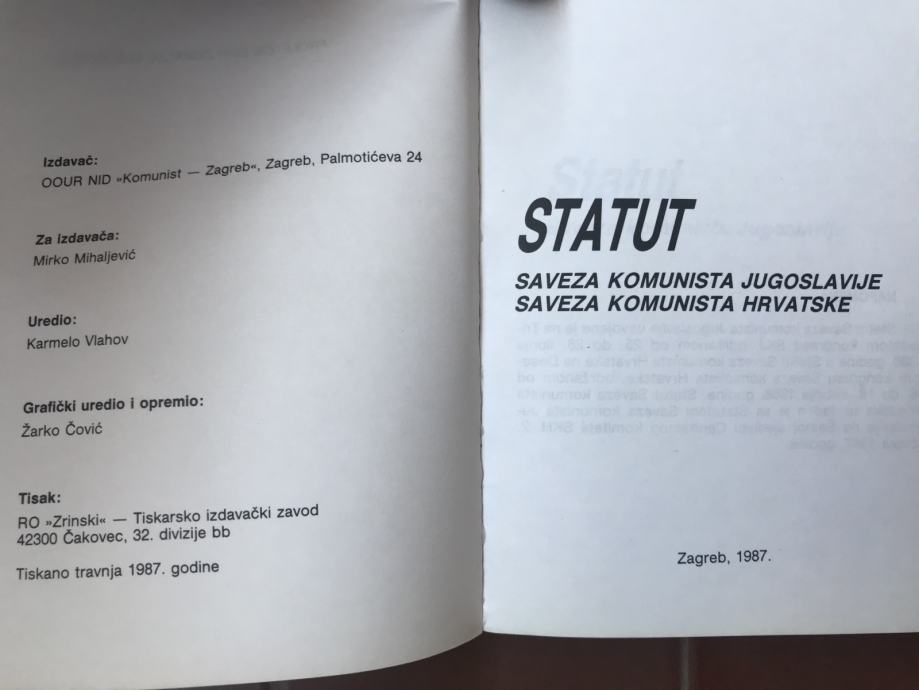 Izdavač:
OOUR NID »Komunist — Zagreb«, Zagreb, Palmotićeva 24
Za izdavača:
Mirko Mihaljević
Uredio:
Karmelo Vlahov
Grafički uredio i opremio:
Žarko Čović
Tisak:
RO »Zrinski« — Tiskarsko izdavački zavod
42300 Čakovec, 32. divizije bb
Tiskano travnja 1987. godine
STATUT
SAVEZA KOMUNISTA JUGOSLAVIJE
SAVEZA KOMUNISTA HRVATSKE
Zagreb, 1987.